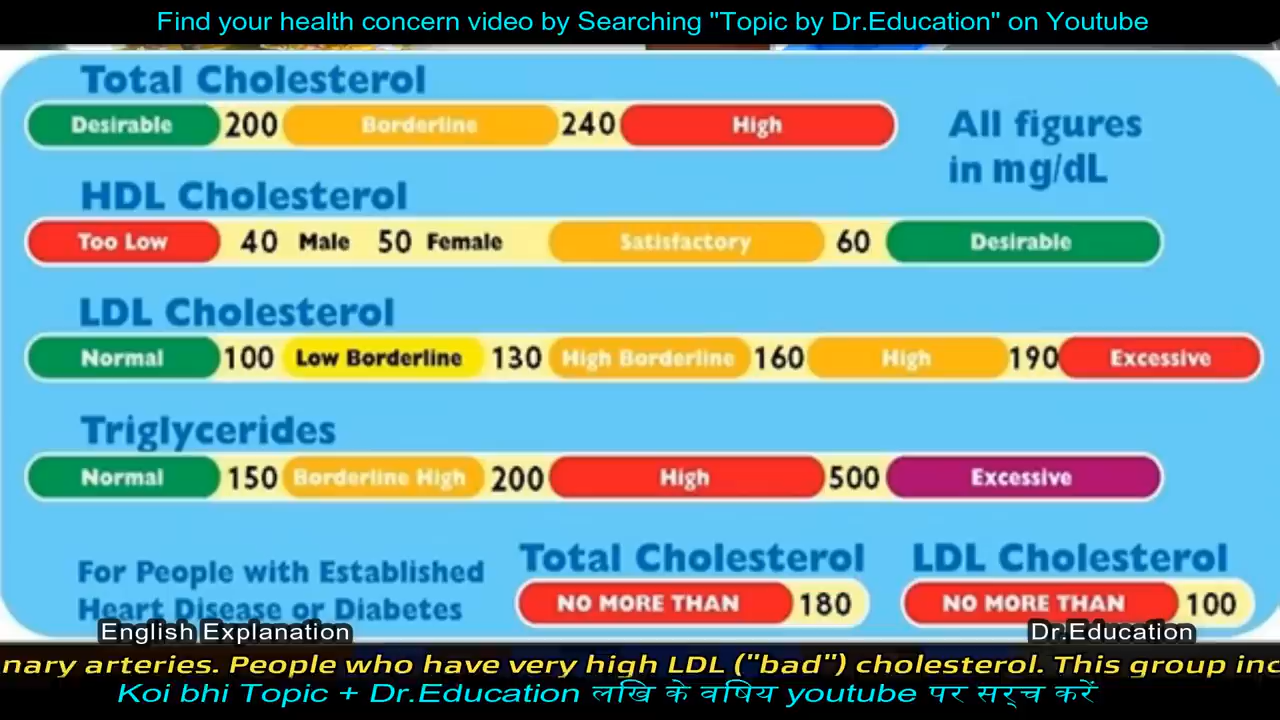 Find your health concern video by Searching "Topic by Dr.Education" on Youtube
Total Cholesterol
Desirable 200 Borderline 240 High
All figures
in mg/dL
HDL Cholesterol
Too Low 40 Male 50 Female Satisfactory 60 Desirable
LDL Cholesterol
Normal 100 Low Borderline 130 High Borderline 160 High 190 Excessive
Triglycerides
Normal 150 Borderline High 200 High 500 Excessive
For People with Established
Heart Disease or Diabetes
Total Cholesterol
NO MORE THAN 180
LDL Cholesterol
NO MORE THAN 100
English Explanation
Dr.Education
nary arteries. People who have very high LDL ("bad") cholesterol. This group inc
Koi bhi Topic + Dr.Education लखि के वषिय youtube पर सर्च करें